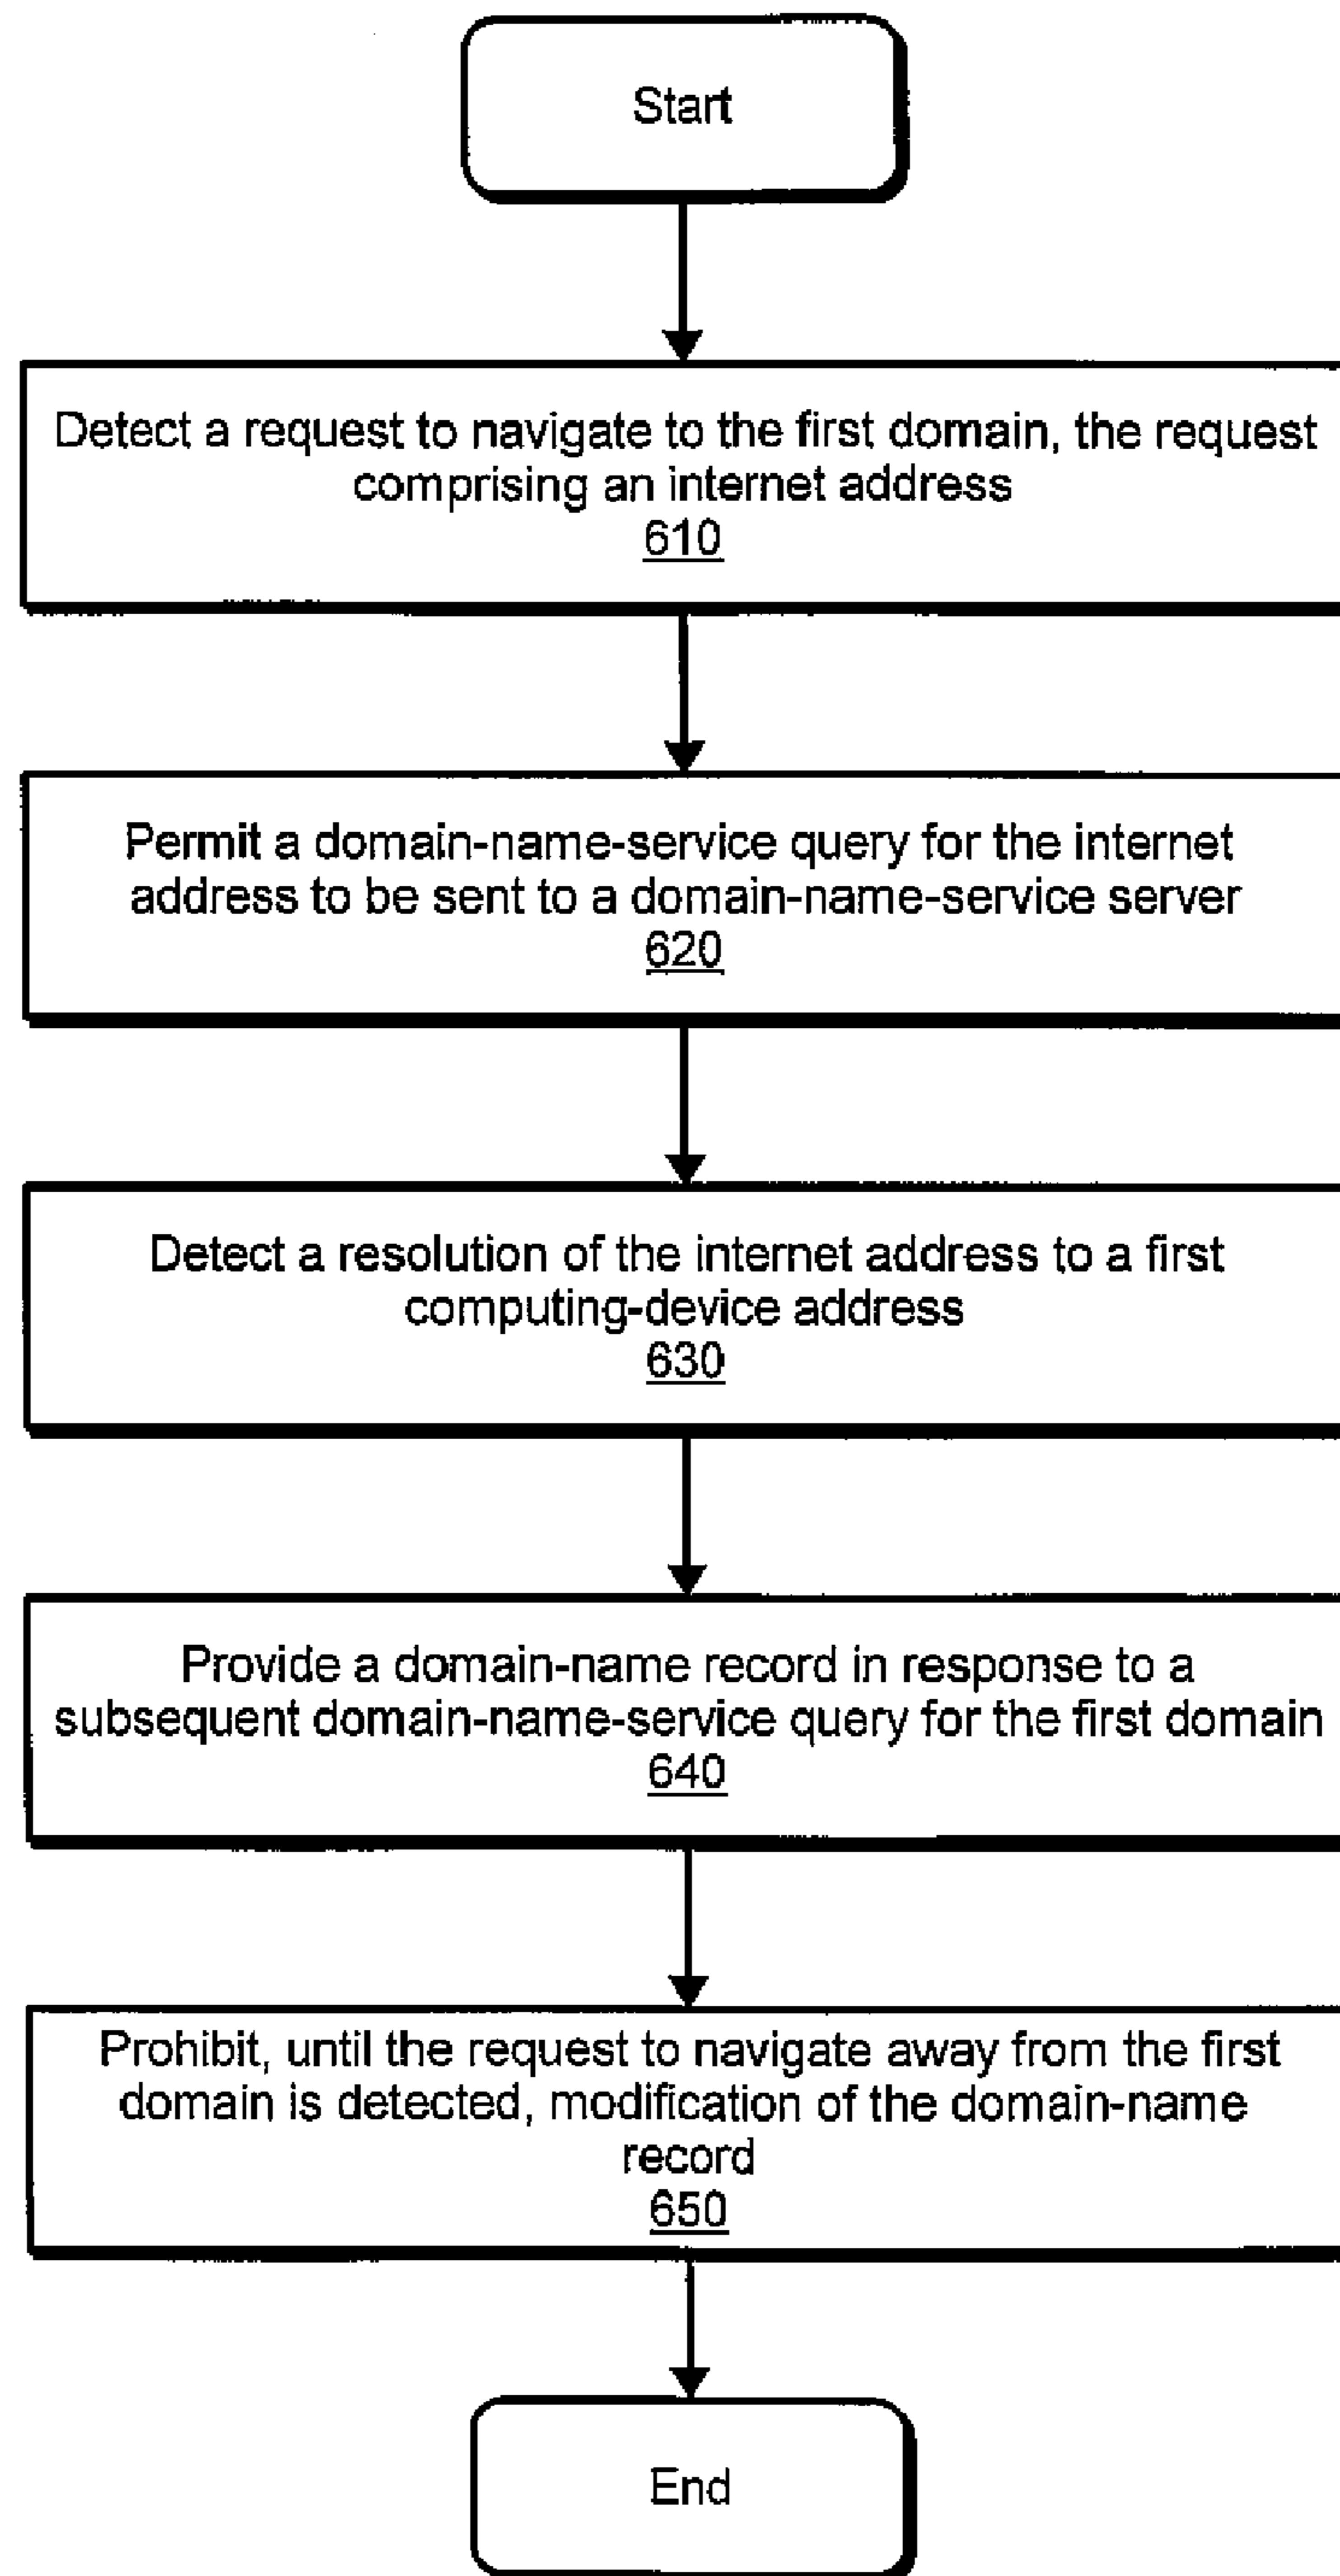 Start
Detect a request to navigate to the first domain, the request
comprising an internet address
610
Permit a domain-name-service query for the internet
address to be sent to a domain-name-service server
620
Detect a resolution of the internet address to a first
computing-device address
630
Provide a domain-name record in response to a
subsequent domain-name-service query for the first domain
640
Prohibit, until the request to navigate away from the first
domain is detected, modification of the domain-name
record
650
End